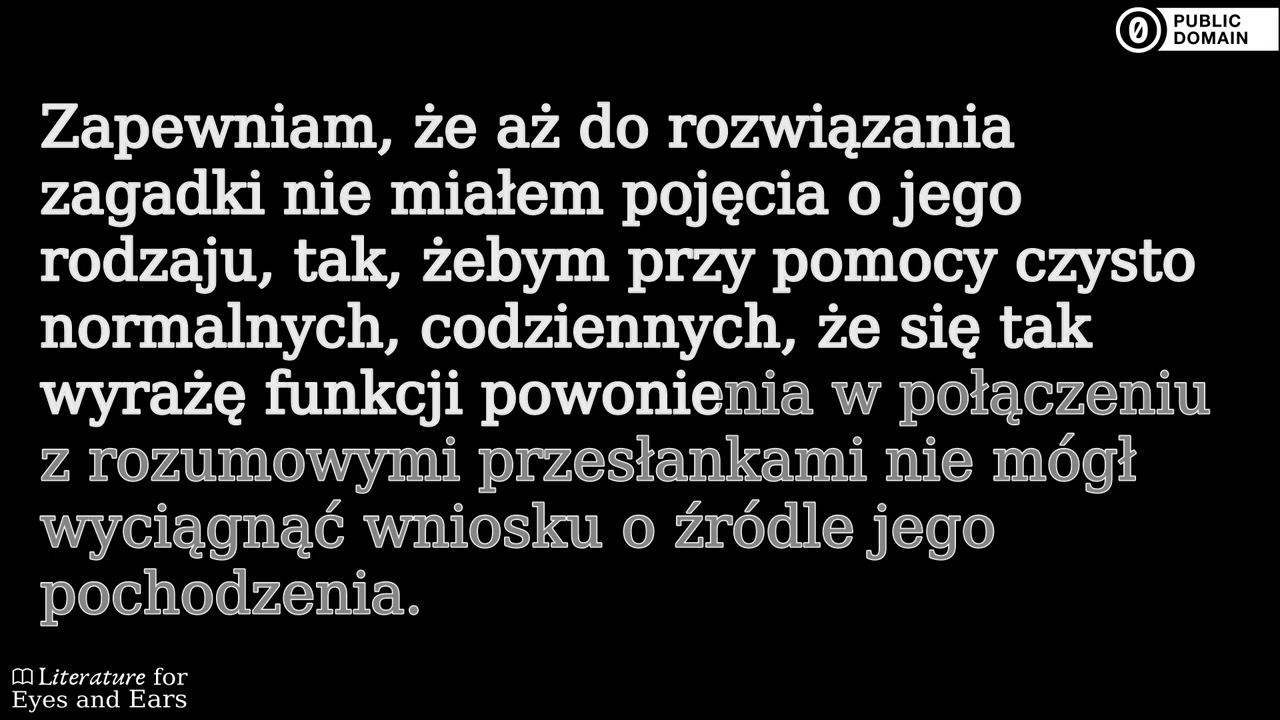 PUBLIC
DOMAIN
Zapewniam, że aż do rozwiązania
zagadki nie miałem pojęcia o jego
rodzaju, tak, żebym przy pomocy czysto
normalnych, codziennych, że się tak
wyrażę funkcji powonienia w połączeniu
z rozumowymi przesłankami nie mógł
wyciągnąć wniosku o źródle jego
pochodzenia.
Literature for
Eyes and Ears